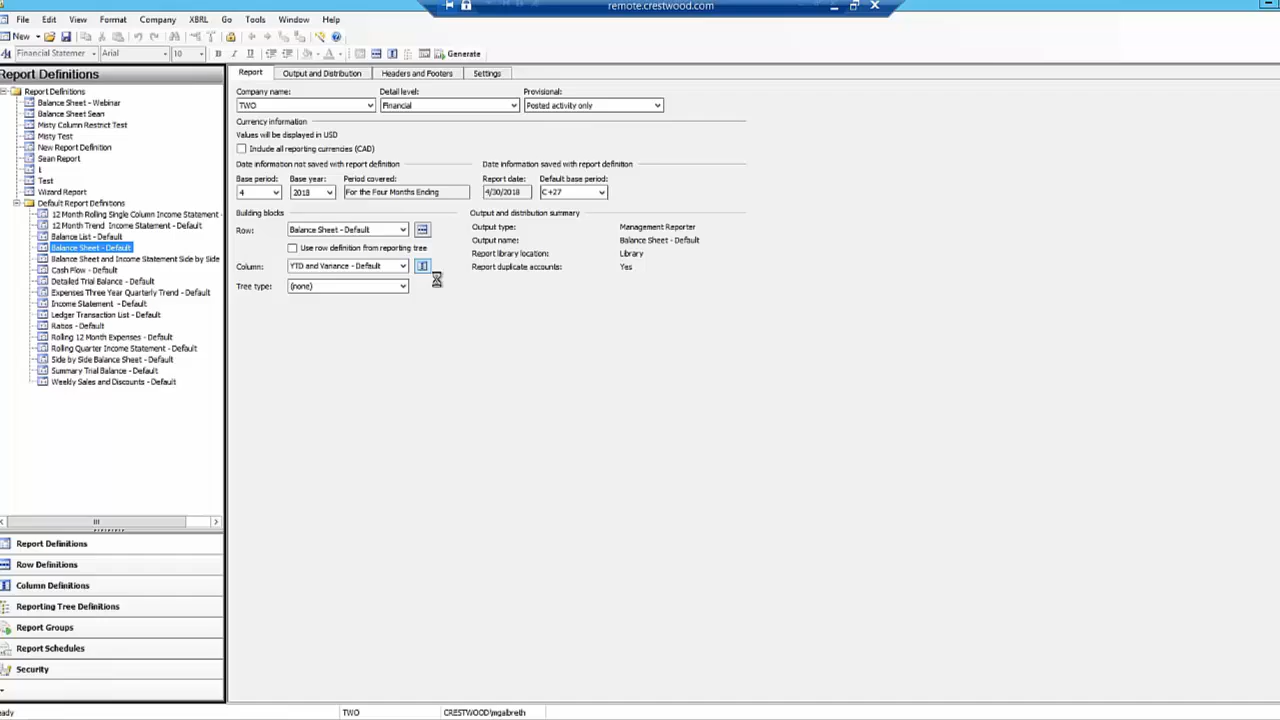 remote.crestwood.com
File Edit View Format Company XBRL Go Tools Window Help
New
Financial Statemer Arial 10 B I U Generate
Report Definitions
Report Definitions
Balance Sheet - Webinar
Balance Sheet Sean
Misty Column Restrict Test
Misty Test
New Report Definition
Sean Report
t
Test
Wizard Report
Default Report Definitions
12 Month Rolling Single Column Income Statement -
12 Month Trend Income Statement - Default
Balance List - Default
Balance Sheet - Default
Balance Sheet and Income Statement Side by Side
Cash Flow - Default
Detailed Trial Balance - Default
Expenses Three Year Quarterly Trend - Default
Income Statement - Default
Ledger Transaction List - Default
Ratios - Default
Rolling 12 Month Expenses - Default
Rolling Quarter Income Statement - Default
Side by Side Balance Sheet - Default
Summary Trial Balance - Default
Weekly Sales and Discounts - Default
Report Definitions
Row Definitions
Column Definitions
Reporting Tree Definitions
Report Groups
Report Schedules
Security
Report Output and Distribution Headers and Footers Settings
Company name: Detail level: Provisional:
TWO Financial Posted activity only
Currency information
Values will be displayed in USD
Include all reporting currencies (CAD)
Date information not saved with report definition Date information saved with report definition
Base period: Base year: Period covered: Report date: Default base period:
4 2018 For the Four Months Ending 4/30/2018 C+27
Building blocks Output and distribution summary
Row: Balance Sheet - Default Output type: Management Reporter
Output name: Balance Sheet - Default
Use row definition from reporting tree Report library location: Library
Column: YTD and Variance - Default Report duplicate accounts: Yes
Tree type: (none)
eady TWO CRESTWOOD\mgalbreth